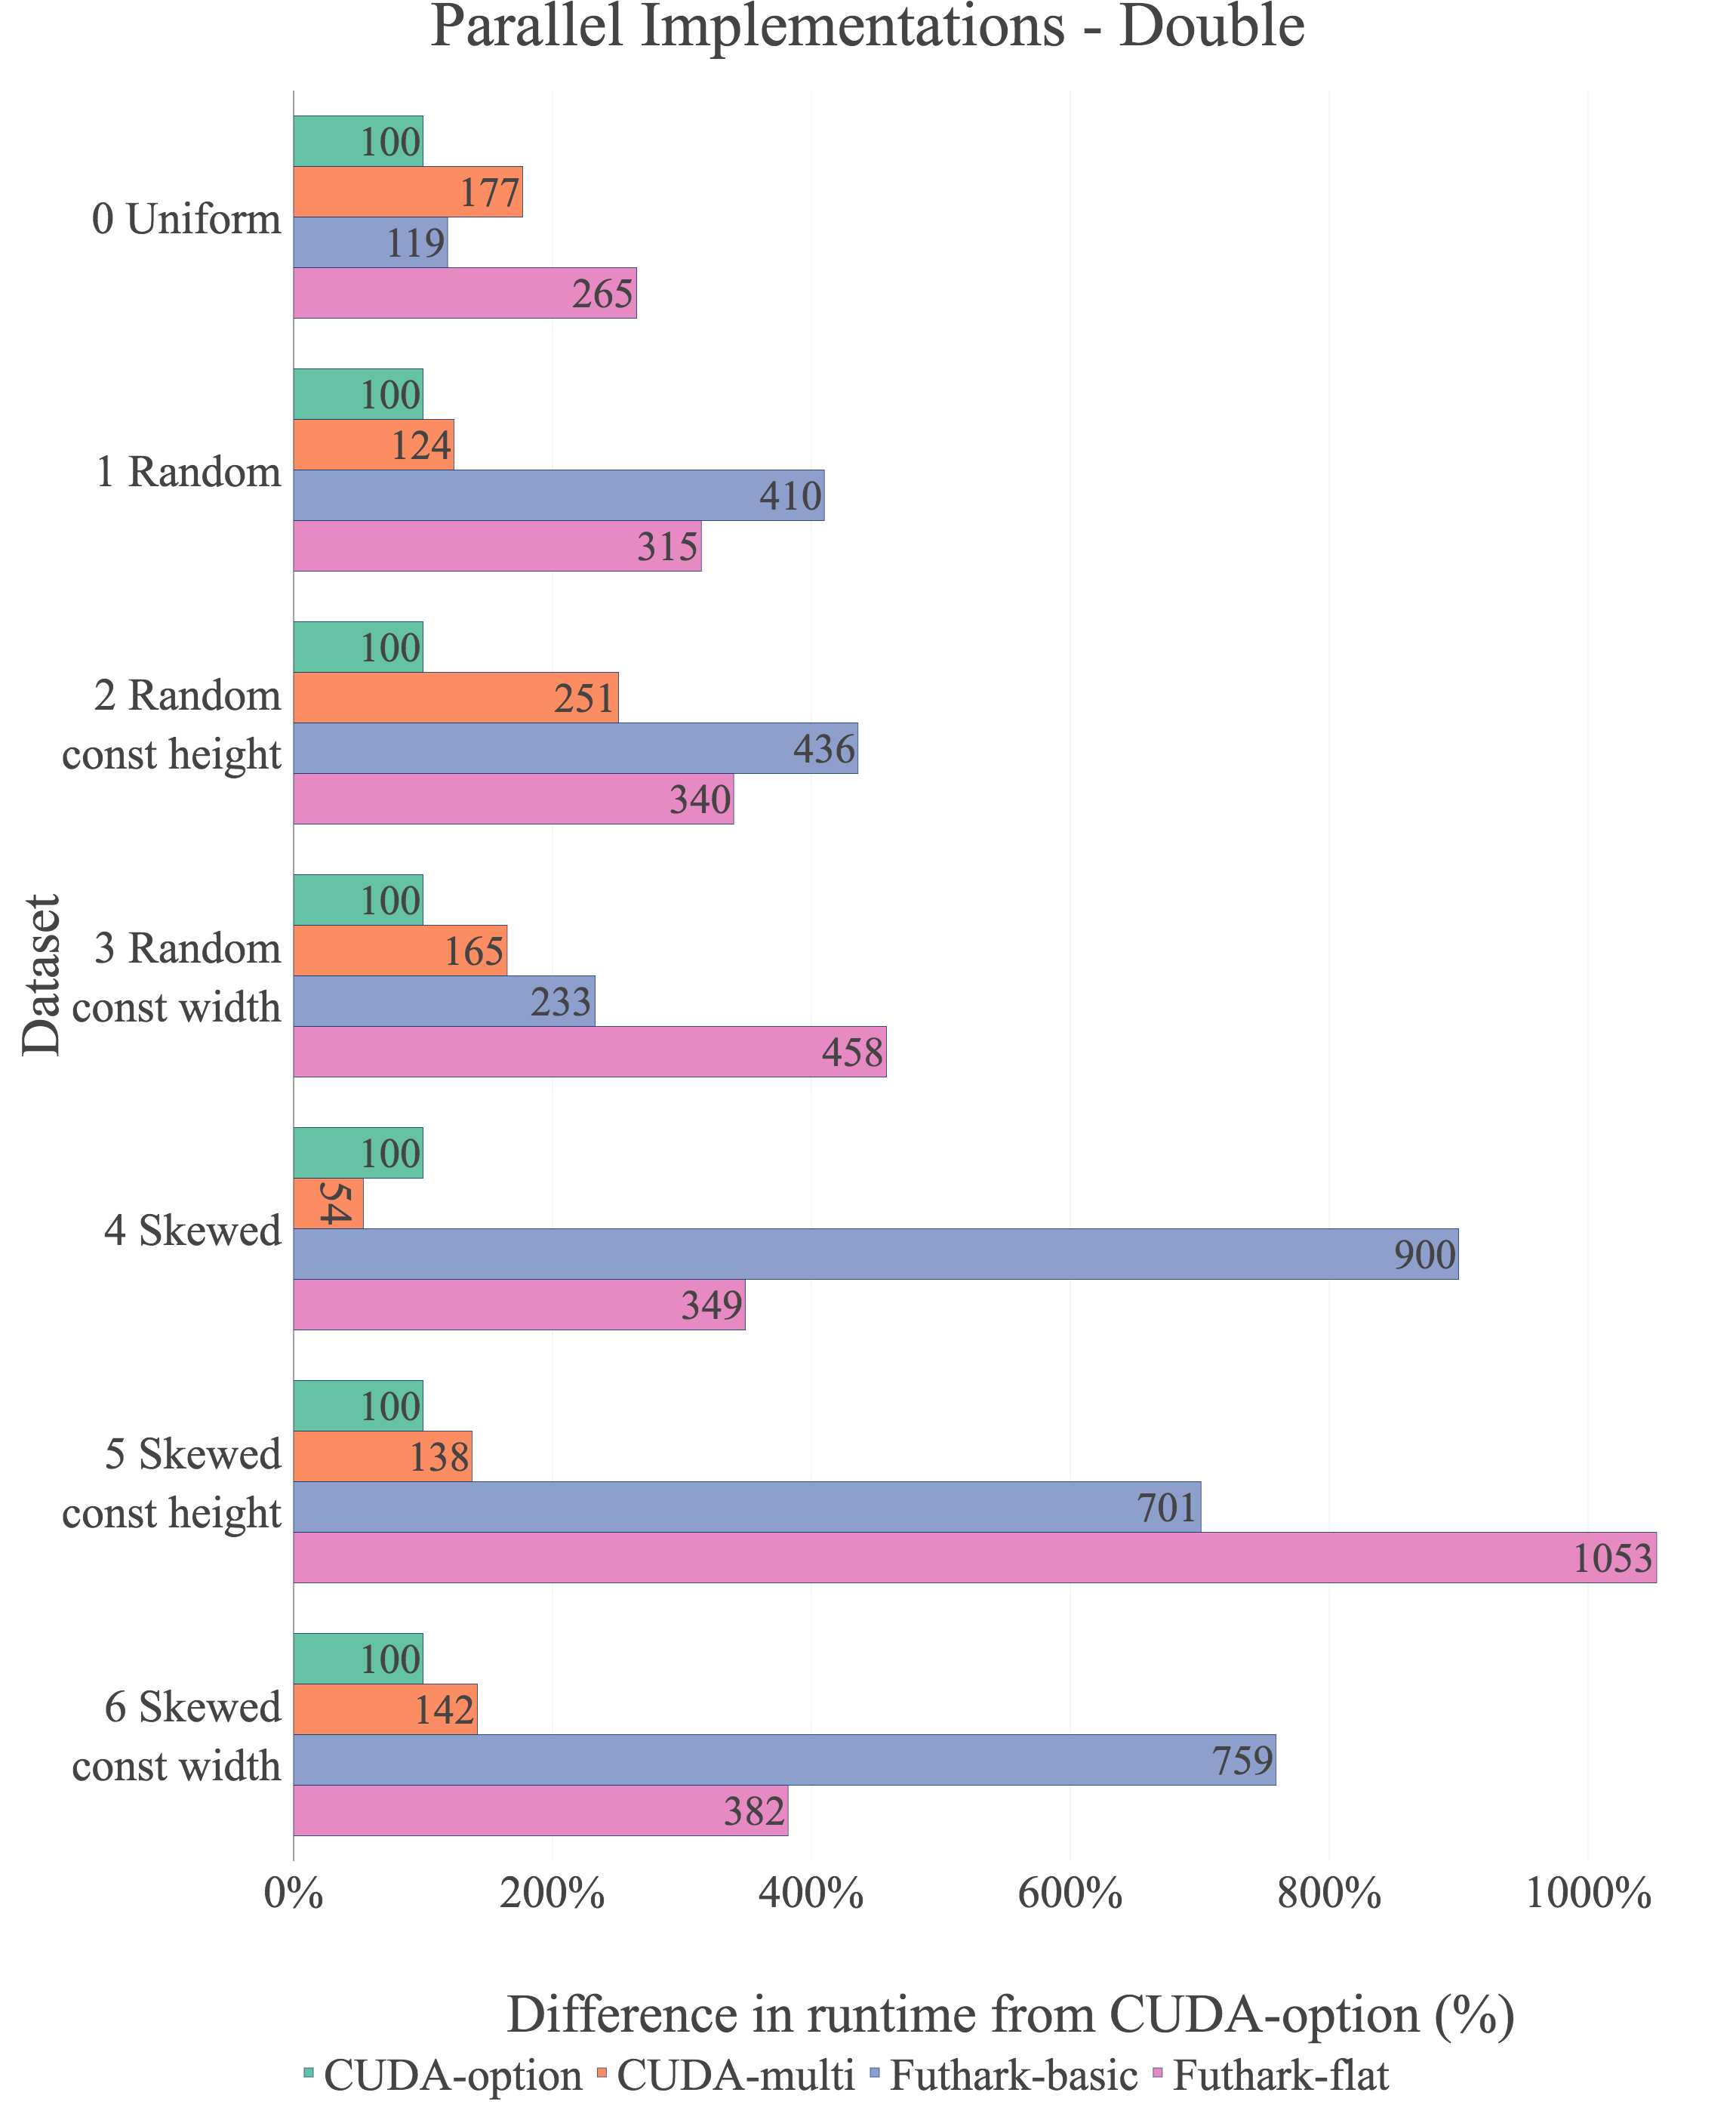 Parallel Implementations - Double
Dataset
0 Uniform
100
177
119
265
1 Random
100
124
410
315
2 Random
const height
100
251
436
340
3 Random
const width
100
165
233
458
4 Skewed
100
54
900
349
5 Skewed
const height
100
138
701
1053
6 Skewed
const width
100
142
759
382
0% 200% 400% 600% 800% 1000%
Difference in runtime from CUDA-option (%)
CUDA-option CUDA-multi Futhark-basic Futhark-flat